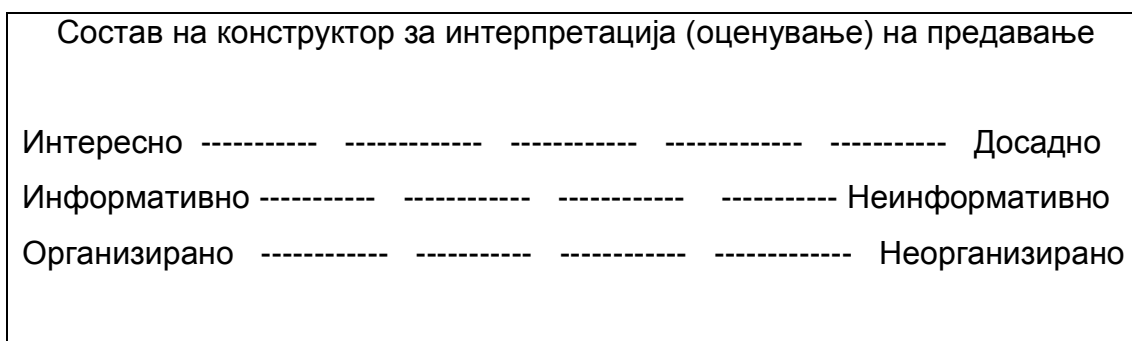 Состав на конструктор за интерпретација (оценување) на предавање
Интересно ----------- ------------- ------------ ------------- ----------- Досадно
Информативно ----------- ------------ ------------ ----------- Неинформативно
Организирано ------------ ----------- ------------ ------------- Неорганизирано